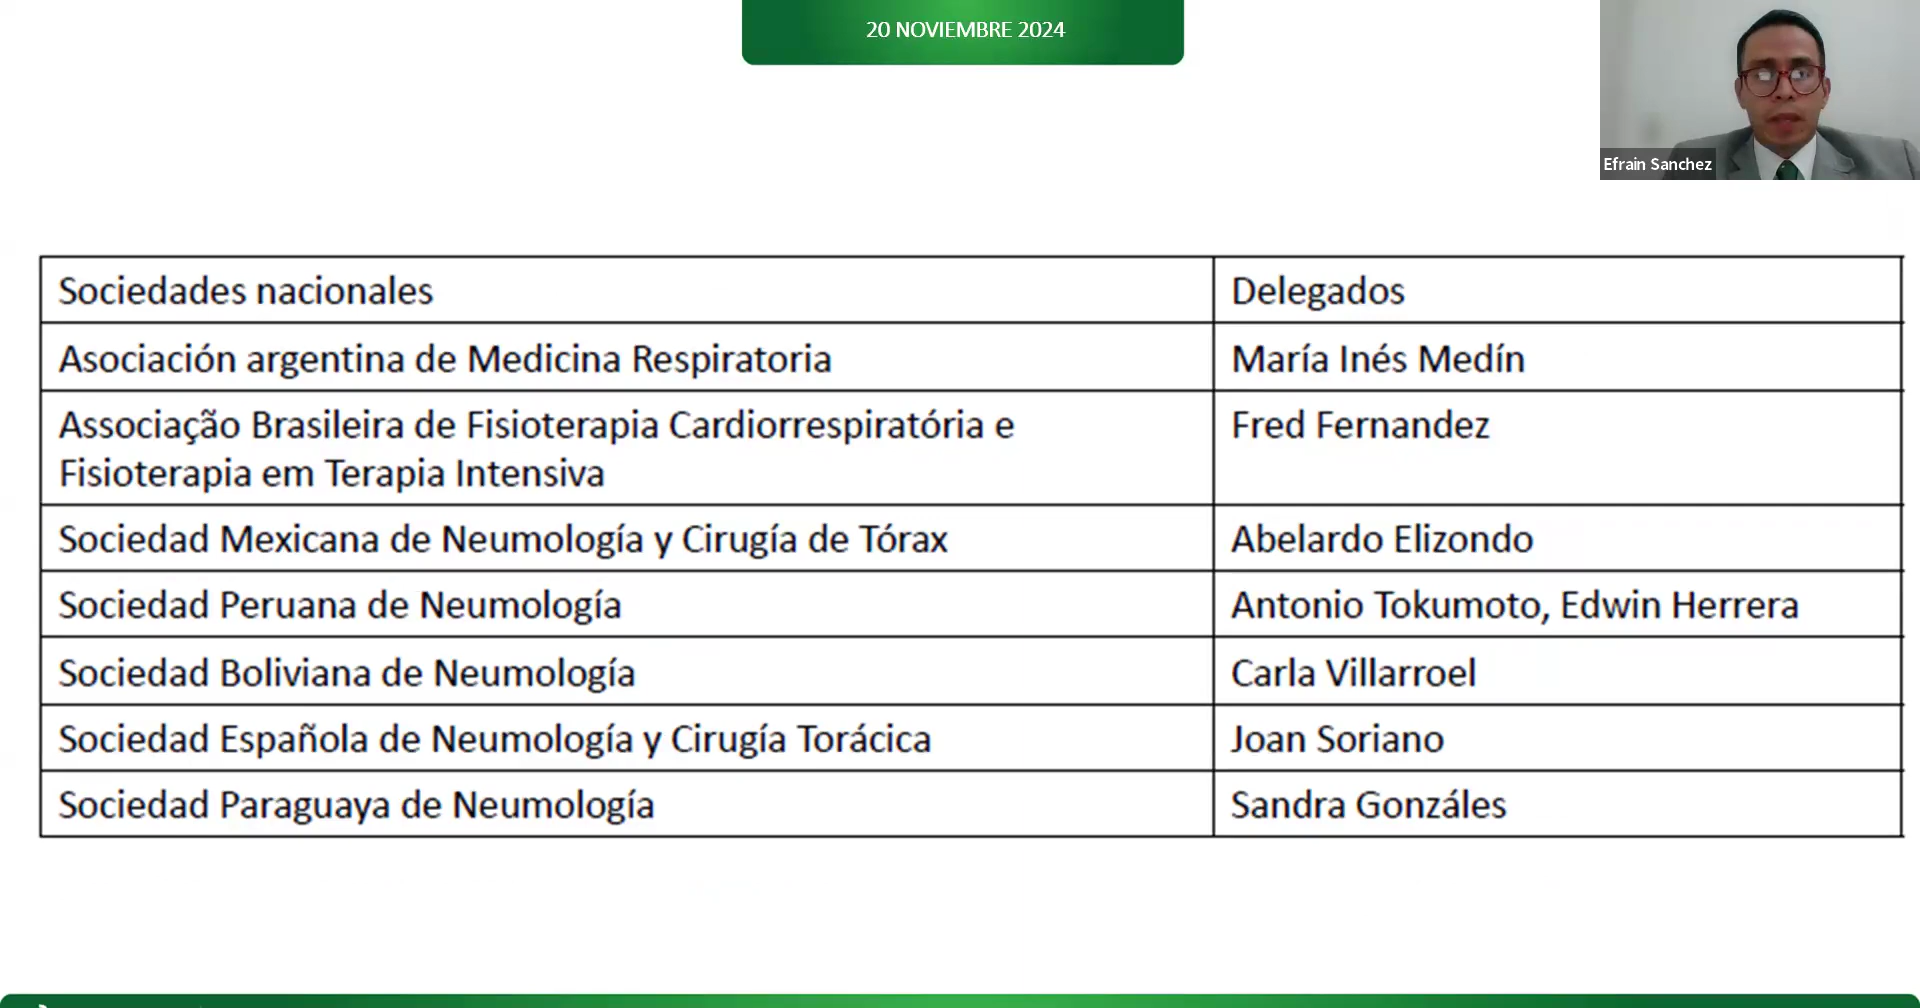 20 NOVIEMBRE 2024
Efrain Sanchez
Sociedades nacionales
Delegados
Asociación argentina de Medicina Respiratoria
María Inés Medín
Associação Brasileira de Fisioterapia Cardiorrespiratória e
Fisioterapia em Terapia Intensiva
Fred Fernandez
Sociedad Mexicana de Neumología y Cirugía de Tórax
Abelardo Elizondo
Sociedad Peruana de Neumología
Antonio Tokumoto, Edwin Herrera
Sociedad Boliviana de Neumología
Carla Villarroel
Sociedad Española de Neumología y Cirugía Torácica
Joan Soriano
Sociedad Paraguaya de Neumología
Sandra Gonzáles